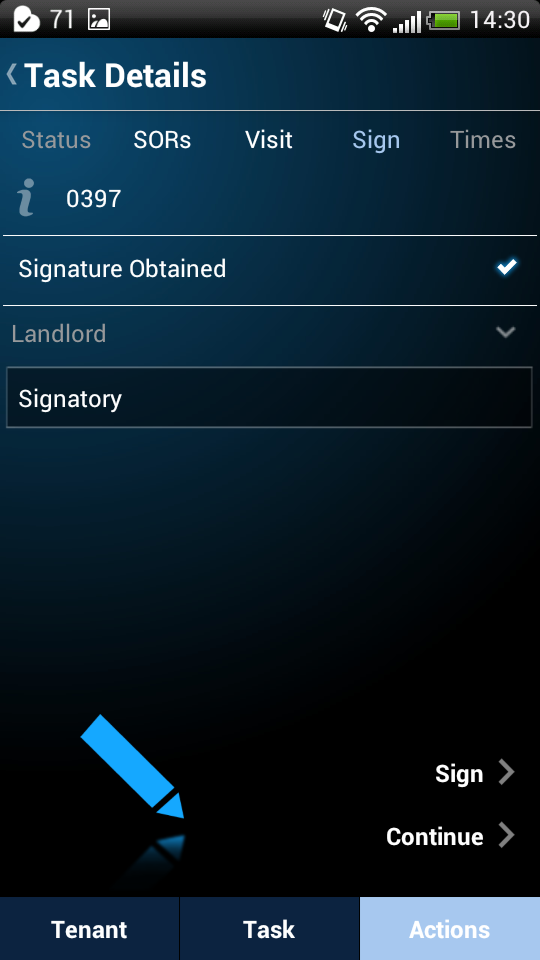 71 14:30
Task Details
Status SORs Visit Sign Times
i 0397
Signature Obtained
Landlord
Signatory
Sign
Continue
Tenant Task Actions